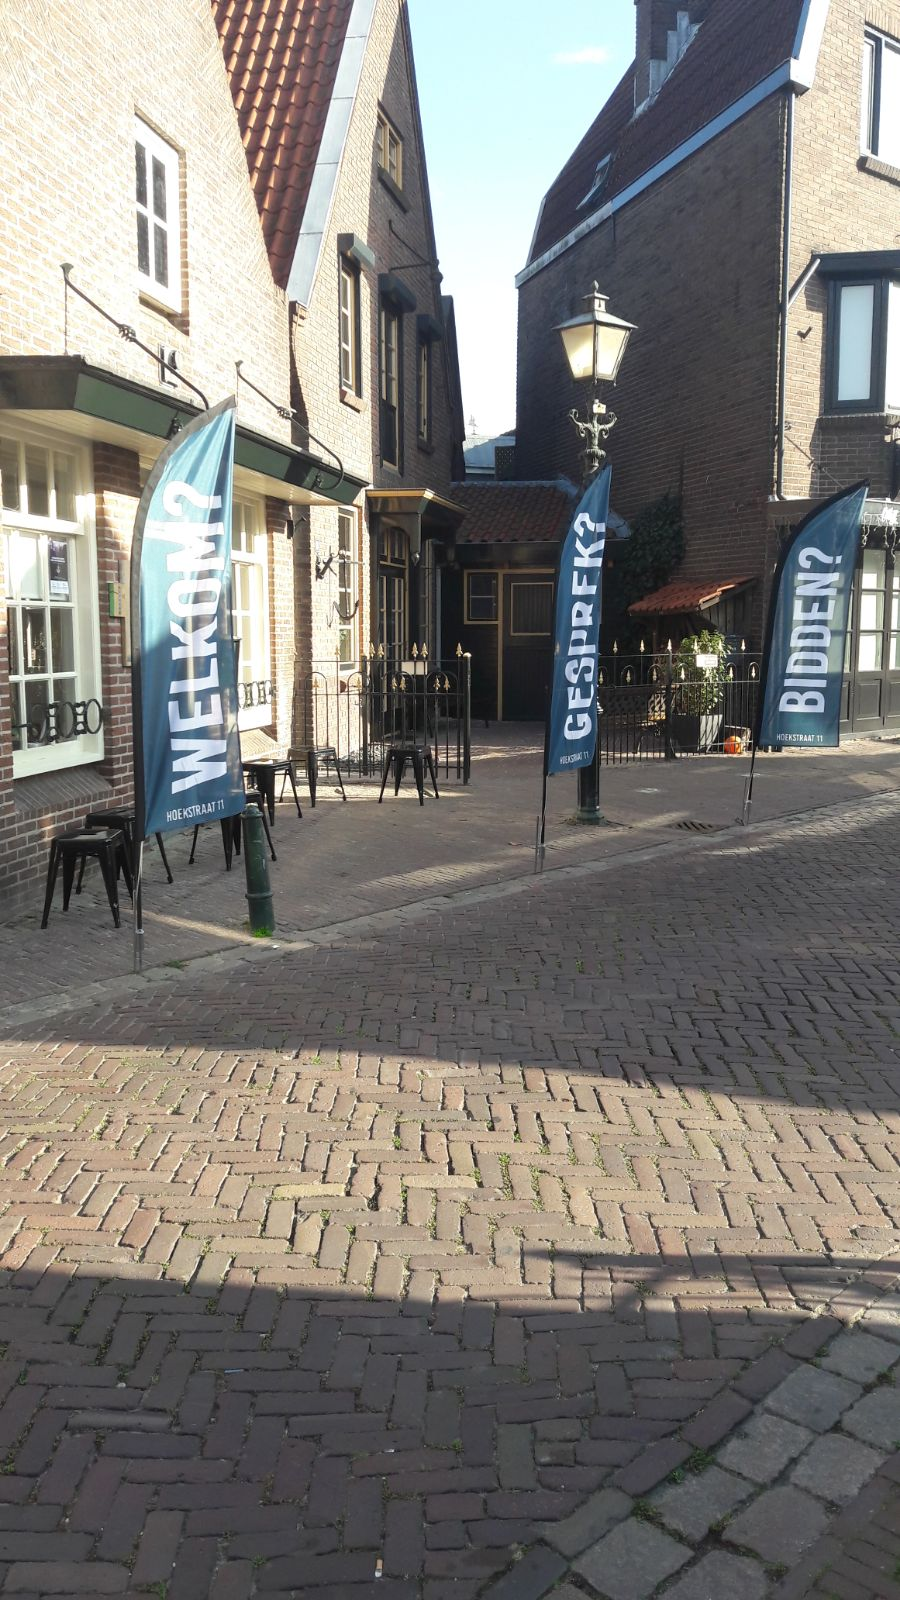 WELKOM?
HOEKSTRAAT 11
GESPREK?
HOEKSTRAAT 11
BIDDEN?
HOEKSTRAAT 11